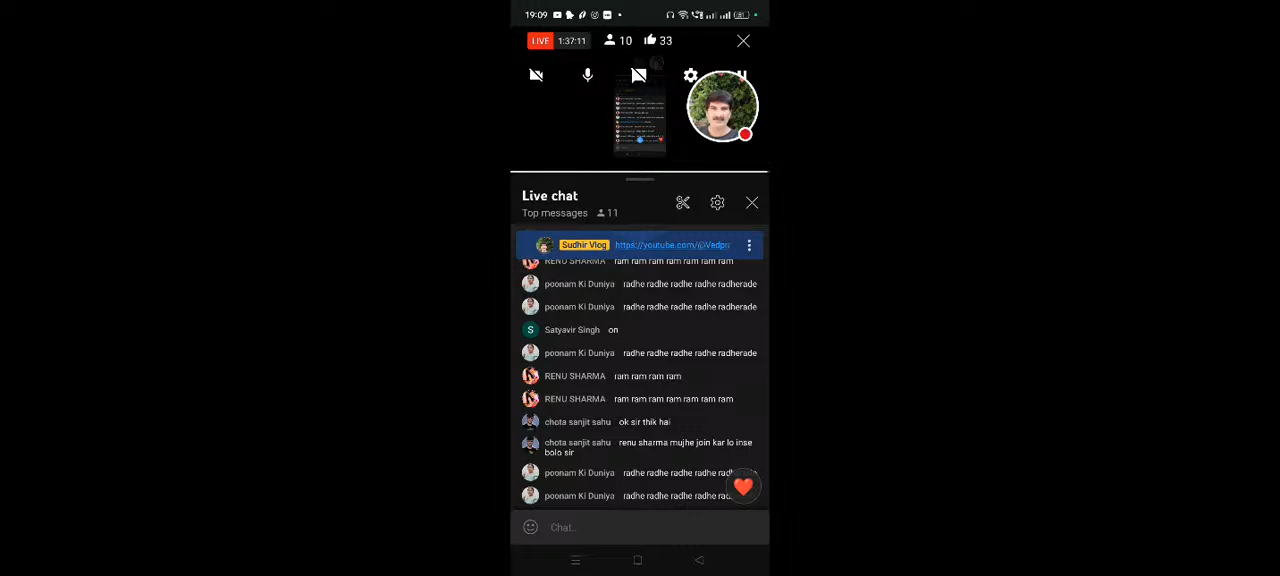 19:09
LIVE 1:37:11 10 33
Live chat
Top messages 11
Sudhir Vlog https://youtube.com/@Vedpr
RENU SHARMA ram ram ram ram ram ram ram
poonam Ki Duniya radhe radhe radhe radhe radherade
poonam Ki Duniya radhe radhe radhe radhe radherade
S Satyavir Singh on
poonam Ki Duniya radhe radhe radhe radhe radherade
RENU SHARMA ram ram ram ram
RENU SHARMA ram ram ram ram ram ram ram
chota sanjit sahu ok sir thik hai
chota sanjit sahu renu sharma mujhe join kar lo inse
bolo sir
poonam Ki Duniya radhe radhe radhe radhe
poonam Ki Duniya radhe radhe radhe radhe
Chat..